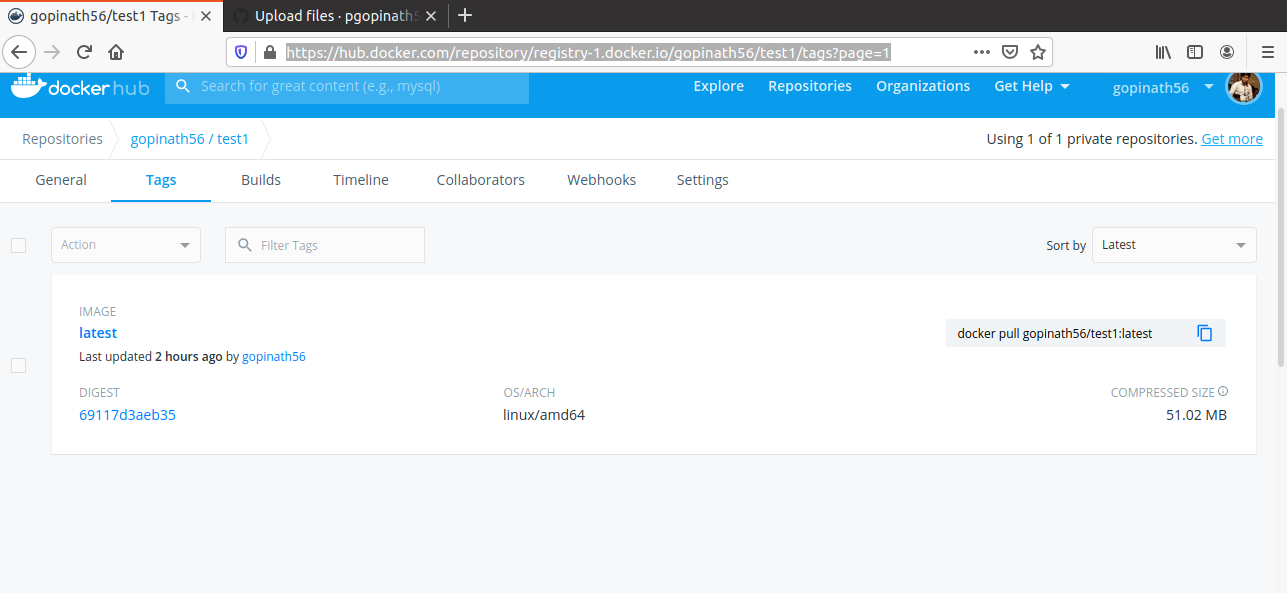 gopinath56/test1 Tags -
Upload files · pgopinath5
https://hub.docker.com/repository/registry-1.docker.io/gopinath56/test1/tags?page=1
docker hub
Search for great content (e.g., mysql)
Explore Repositories Organizations Get Help gopinath56
Repositories gopinath56 / test1 Using 1 of 1 private repositories. Get more
General Tags Builds Timeline Collaborators Webhooks Settings
Action Filter Tags Sort by Latest
IMAGE
latest
docker pull gopinath56/test1:latest
Last updated 2 hours ago by gopinath56
DIGEST OS/ARCH COMPRESSED SIZE
69117d3aeb35 linux/amd64 51.02 MB